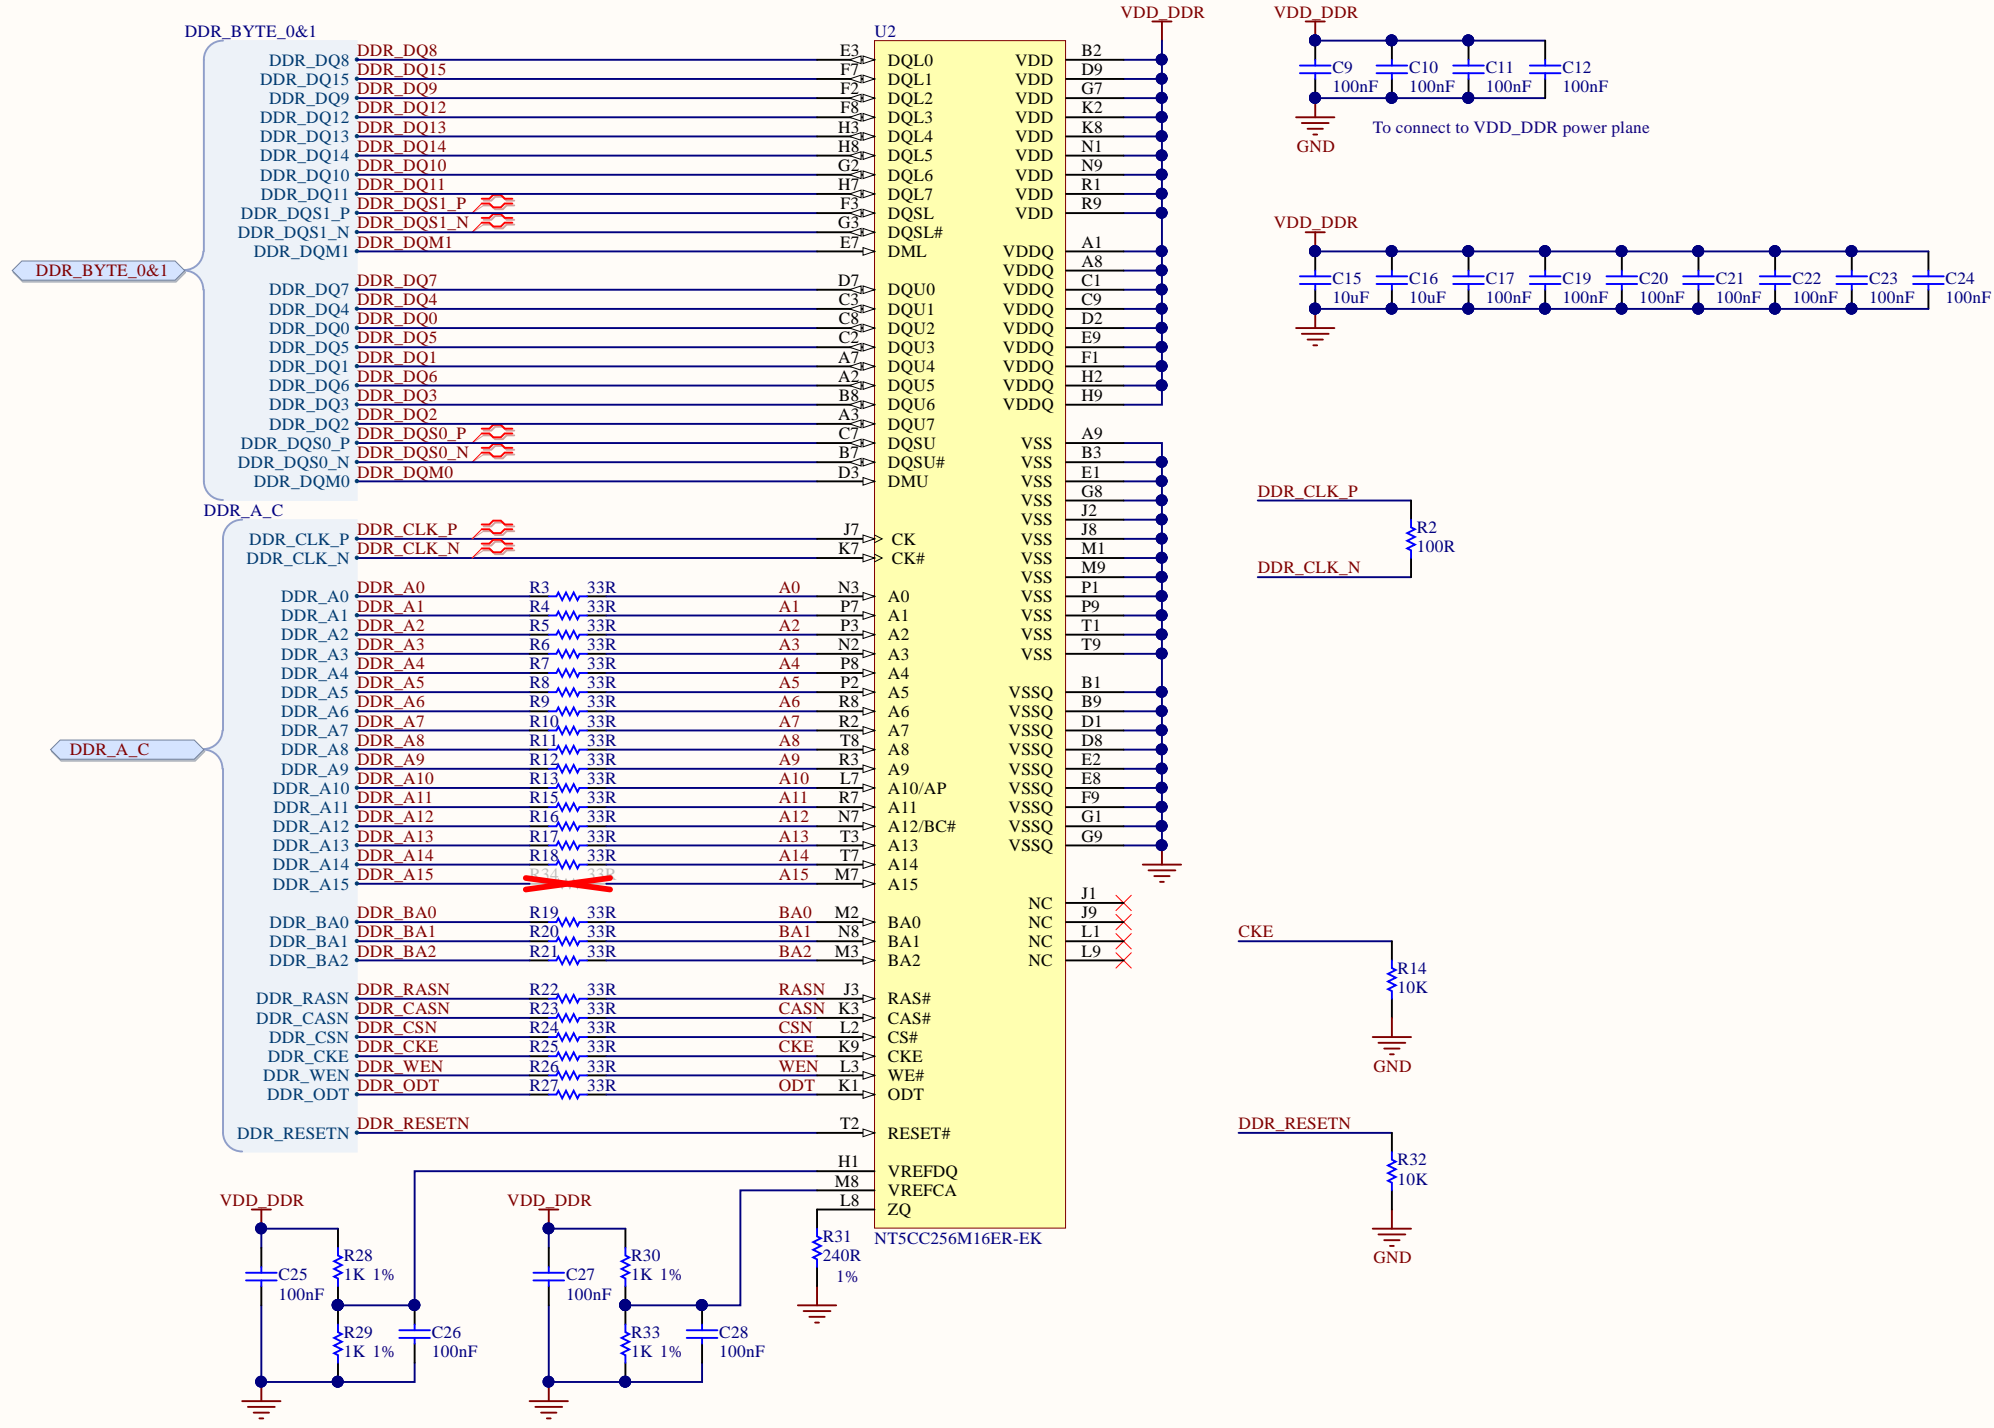 DDR_BYTE_0&1
DDR_DQ8 DDR_DQ8 E3 DQL0
DDR_DQ15 DDR_DQ15 F7 DQL1
DDR_DQ9 DDR_DQ9 F2 DQL2
DDR_DQ12 DDR_DQ12 F8 DQL3
DDR_DQ13 DDR_DQ13 H3 DQL4
DDR_DQ14 DDR_DQ14 H8 DQL5
DDR_DQ10 DDR_DQ10 G2 DQL6
DDR_DQ11 DDR_DQ11 H7 DQL7
DDR_DQS1_P DDR_DQS1_P F3 DQSL
DDR_DQS1_N DDR_DQS1_N G3 DQSL#
DDR_DQM1 DDR_DQM1 E7 DML
DDR_BYTE_0&1
DDR_DQ7 DDR_DQ7 D7 DQU0
DDR_DQ4 DDR_DQ4 C3 DQU1
DDR_DQ0 DDR_DQ0 C8 DQU2
DDR_DQ5 DDR_DQ5 C2 DQU3
DDR_DQ1 DDR_DQ1 A7 DQU4
DDR_DQ6 DDR_DQ6 A2 DQU5
DDR_DQ3 DDR_DQ3 B8 DQU6
DDR_DQ2 DDR_DQ2 A3 DQU7
DDR_DQS0_P DDR_DQS0_P C7 DQSU
DDR_DQS0_N DDR_DQS0_N B7 DQSU#
DDR_DQM0 DDR_DQM0 D3 DMU
DDR_A_C
DDR_CLK_P DDR_CLK_P J7 CK
DDR_CLK_N DDR_CLK_N K7 CK#
DDR_A0 DDR_A0 R3 33R A0 N3 A0
DDR_A1 DDR_A1 R4 33R A1 P7 A1
DDR_A2 DDR_A2 R5 33R A2 P3 A2
DDR_A3 DDR_A3 R6 33R A3 N2 A3
DDR_A4 DDR_A4 R7 33R A4 P8 A4
DDR_A5 DDR_A5 R8 33R A5 P2 A5
DDR_A6 DDR_A6 R9 33R A6 R8 A6
DDR_A7 DDR_A7 R10 33R A7 R2 A7
DDR_A8 DDR_A8 R11 33R A8 T8 A8
DDR_A_C
DDR_A9 DDR_A9 R12 33R A9 R3 A9
DDR_A10 DDR_A10 R13 33R A10 L7 A10/AP
DDR_A11 DDR_A11 R15 33R A11 R7 A11
DDR_A12 DDR_A12 R16 33R A12 N7 A12/BC#
DDR_A13 DDR_A13 R17 33R A13 T3 A13
DDR_A14 DDR_A14 R18 33R A14 T7 A14
DDR_A15 DDR_A15 R34 33R A15 M7 A15
DDR_BA0 DDR_BA0 R19 33R BA0 M2 BA0
DDR_BA1 DDR_BA1 R20 33R BA1 N8 BA1
DDR_BA2 DDR_BA2 R21 33R BA2 M3 BA2
DDR_RASN DDR_RASN R22 33R RASN J3 RAS#
DDR_CASN DDR_CASN R23 33R CASN K3 CAS#
DDR_CSN DDR_CSN R24 33R CSN L2 CS#
DDR_CKE DDR_CKE R25 33R CKE K9 CKE
DDR_WEN DDR_WEN R26 33R WEN L3 WE#
DDR_ODT DDR_ODT R27 33R ODT K1 ODT
DDR_RESETN DDR_RESETN T2 RESET#
H1 VREFDQ
M8 VREFCA
L8 ZQ
U2
VDD_DDR
VDD B2
VDD D9
VDD G7
VDD K2
VDD K8
VDD N1
VDD N9
VDD R1
VDD R9
VDDQ A1
VDDQ A8
VDDQ C1
VDDQ C9
VDDQ D2
VDDQ E9
VDDQ F1
VDDQ H2
VDDQ H9
VSS A9
VSS B3
VSS E1
VSS G8
VSS J2
VSS J8
VSS M1
VSS M9
VSS P1
VSS P9
VSS T1
VSS T9
VSSQ B1
VSSQ B9
VSSQ D1
VSSQ D8
VSSQ E2
VSSQ E8
VSSQ F9
VSSQ G1
VSSQ G9
NC J1
NC J9
NC L1
NC L9
NT5CC256M16ER-EK
VDD_DDR
C9 C10 C11 C12
100nF 100nF 100nF 100nF
To connect to VDD_DDR power plane
GND
VDD_DDR
C15 C16 C17 C19 C20 C21 C22 C23 C24
10uF 10uF 100nF 100nF 100nF 100nF 100nF 100nF 100nF
DDR_CLK_P
R2
100R
DDR_CLK_N
CKE
R14
10K
GND
DDR_RESETN
R32
10K
GND
VDD_DDR
R28
1K 1%
C25
100nF
R29
1K 1%
C26
100nF
VDD_DDR
R30
1K 1%
C27
100nF
R33
1K 1%
C28
100nF
R31
240R
1%